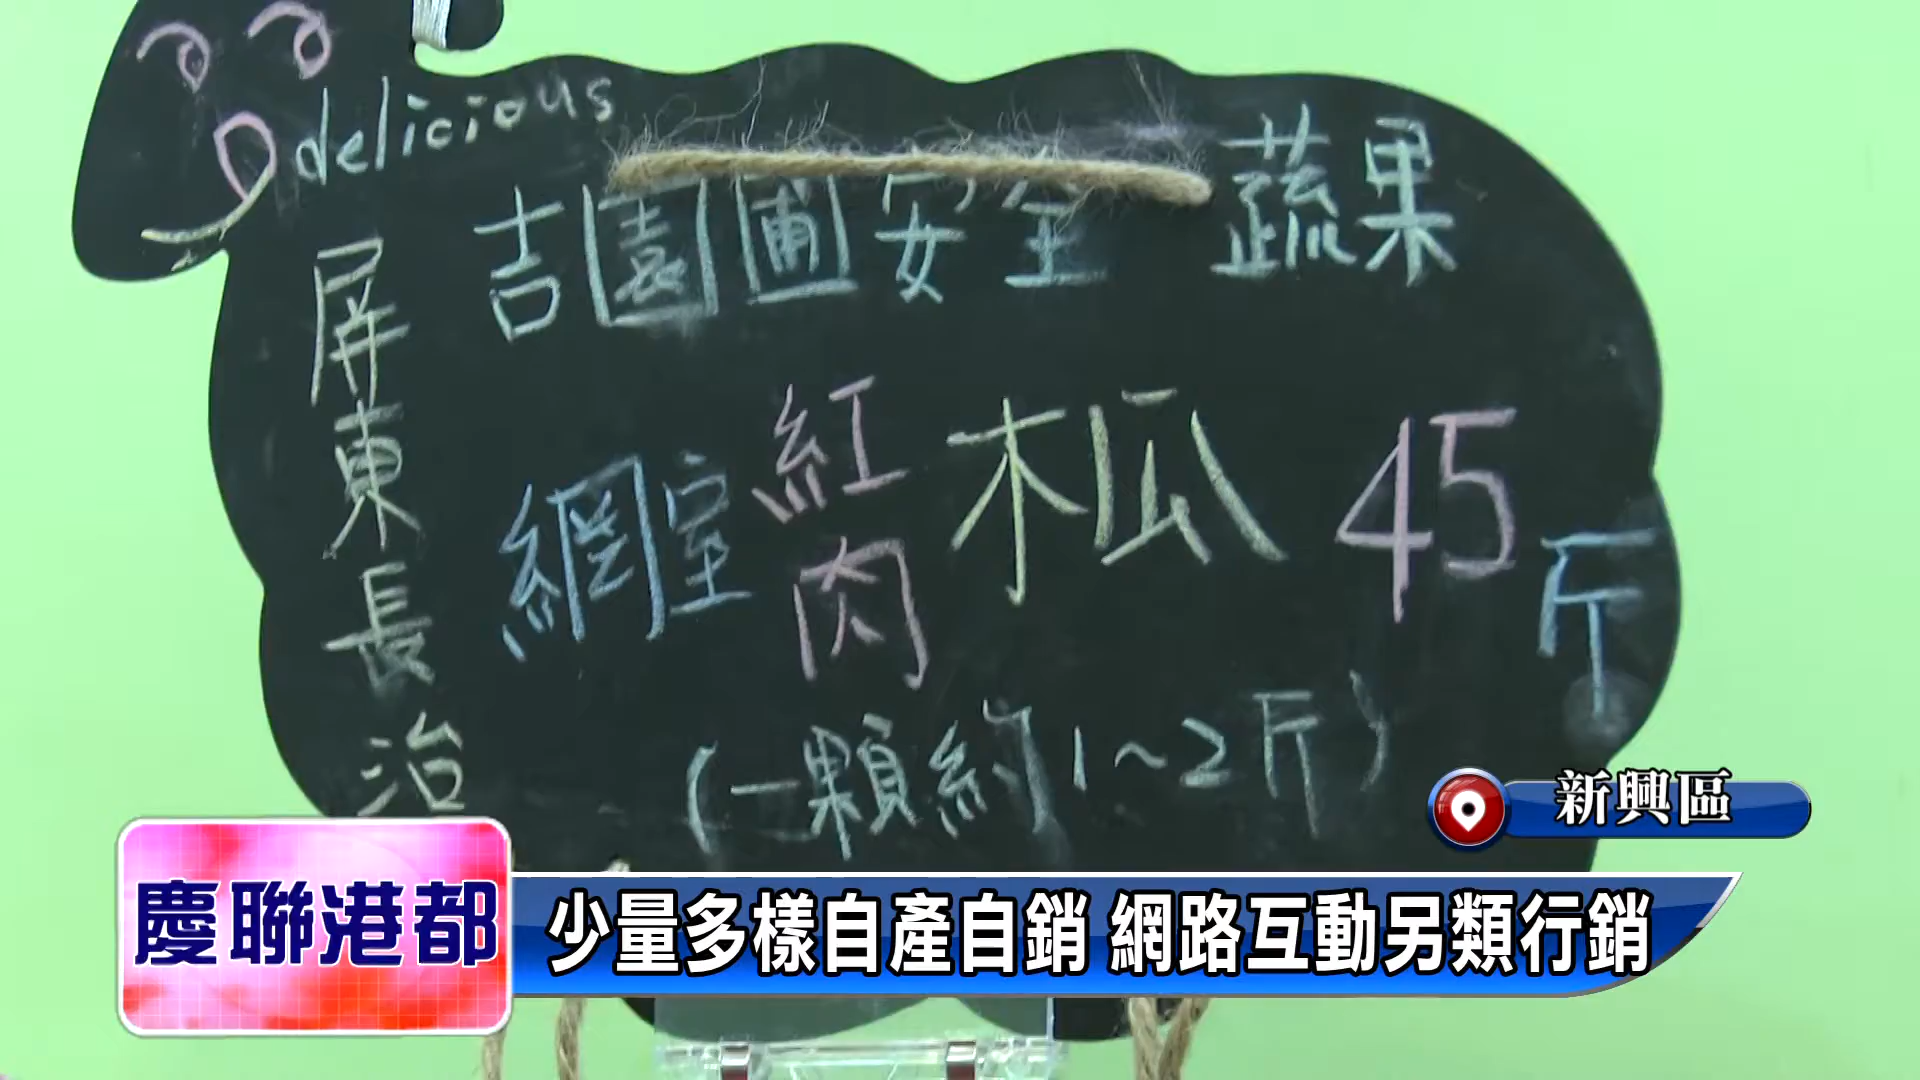 delicious
吉園圃安全 蔬果
屏東長治
網室紅肉木瓜 45斤
(一顆約1~2斤)
新興區
慶聯港都
少量多樣自產自銷 網路互動另類行銷